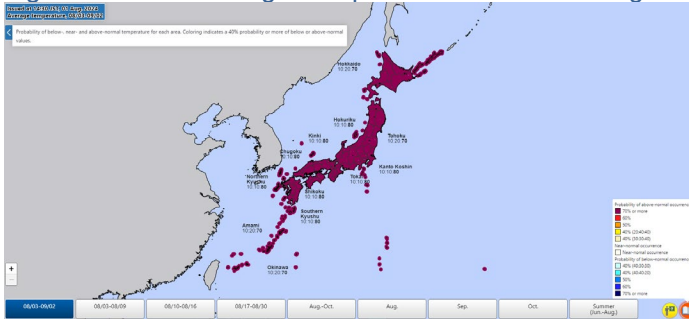 Issued at 14:30 JST, 01 Aug. 2024
Average temperature, 08/03-09/02
Probability of below-, near- and above-normal temperature for each area. Coloring indicates a 40% probability or more of below or above-normal
values.
Hokkaido
10:20:70
Hokuriku
10:10:80
Tohoku
10:20:70
Kinki
10:10:80
Chugoku
10:10:80
Kanto Koshin
10:10:80
Northern
Kyushu
10:10:80
Tokai
10:10:80
Shikoku
10:10:80
Southern
Kyushu
10:10:80
Amami
10:20:70
Okinawa
10:20:70
Probability of above-normal occurrence
70% or more
60%
50%
40% (20:40:40)
40% (30:30:40)
Near-normal occurrence
Near-normal occurrence
Probability of below-normal occurrence
40% (40:30:30)
40% (40:40:20)
50%
60%
70% or more
+
08/03-09/02
08/03-08/09
08/10-08/16
08/17-08/30
Aug.-Oct.
Aug.
Sep.
Oct.
Summer
(Jun.-Aug.)